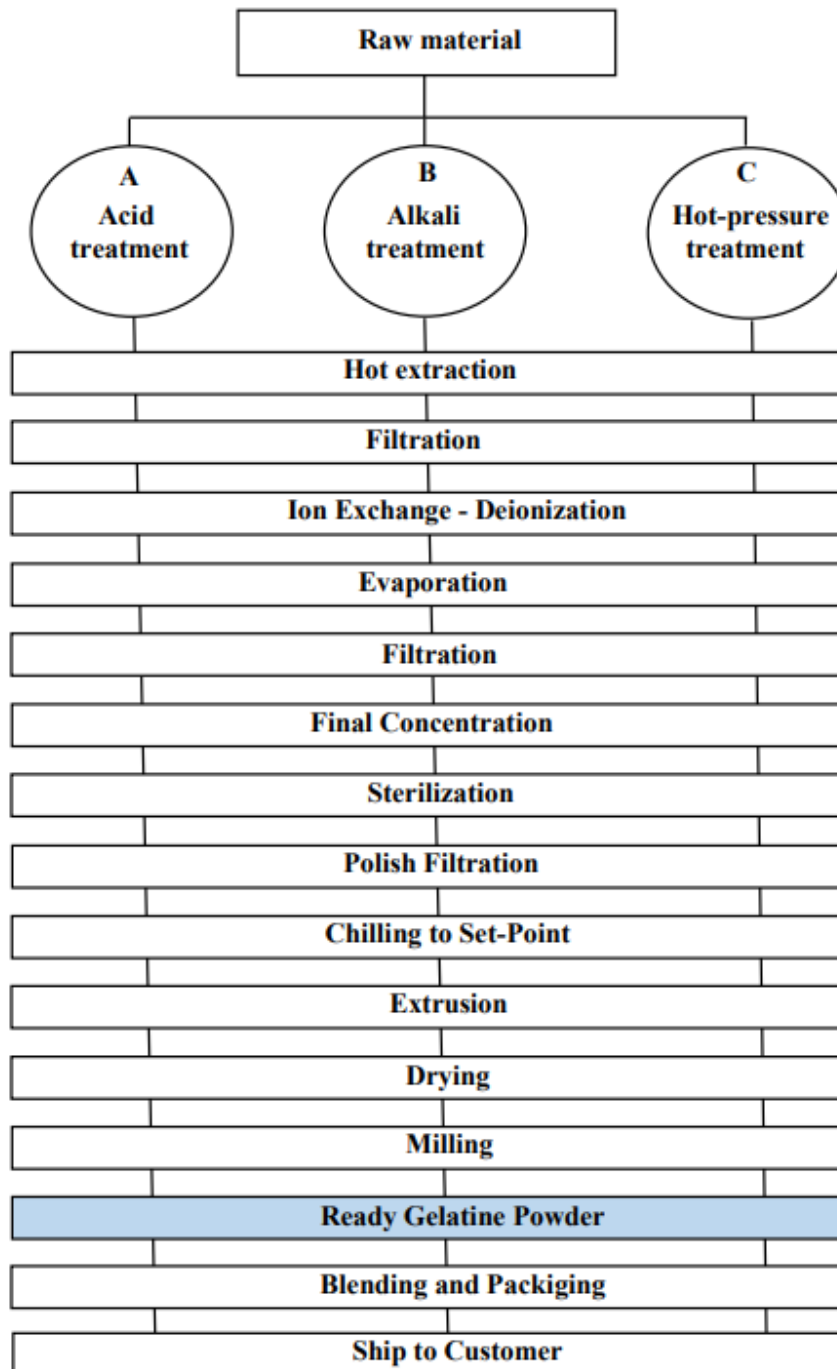 Raw material
A
Acid
treatment
B
Alkali
treatment
C
Hot-pressure
treatment
Hot extraction
Filtration
Ion Exchange - Deionization
Evaporation
Filtration
Final Concentration
Sterilization
Polish Filtration
Chilling to Set-Point
Extrusion
Drying
Milling
Ready Gelatine Powder
Blending and Packiging
Ship to Customer